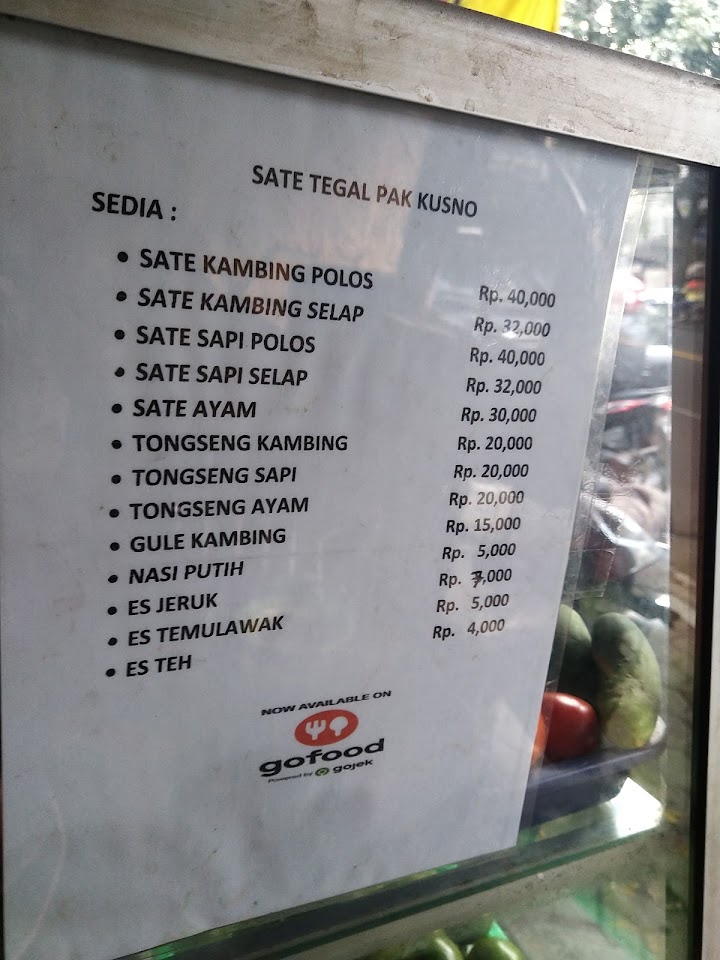 SATE TEGAL PAK KUSNO
SEDIA :
• SATE KAMBING POLOS Rp. 40,000
• SATE KAMBING SELAP Rp. 32,000
• SATE SAPI POLOS Rp. 40,000
• SATE SAPI SELAP Rp. 32,000
• SATE AYAM Rp. 30,000
• TONGSENG KAMBING Rp. 20,000
• TONGSENG SAPI Rp. 20,000
• TONGSENG AYAM Rp. 20,000
• GULE KAMBING Rp. 15,000
• NASI PUTIH Rp. 5,000
• ES JERUK Rp. 7,000
• ES TEMULAWAK Rp. 5,000
• ES TEH Rp. 4,000
NOW AVAILABLE ON
gofood
Powered by gojek